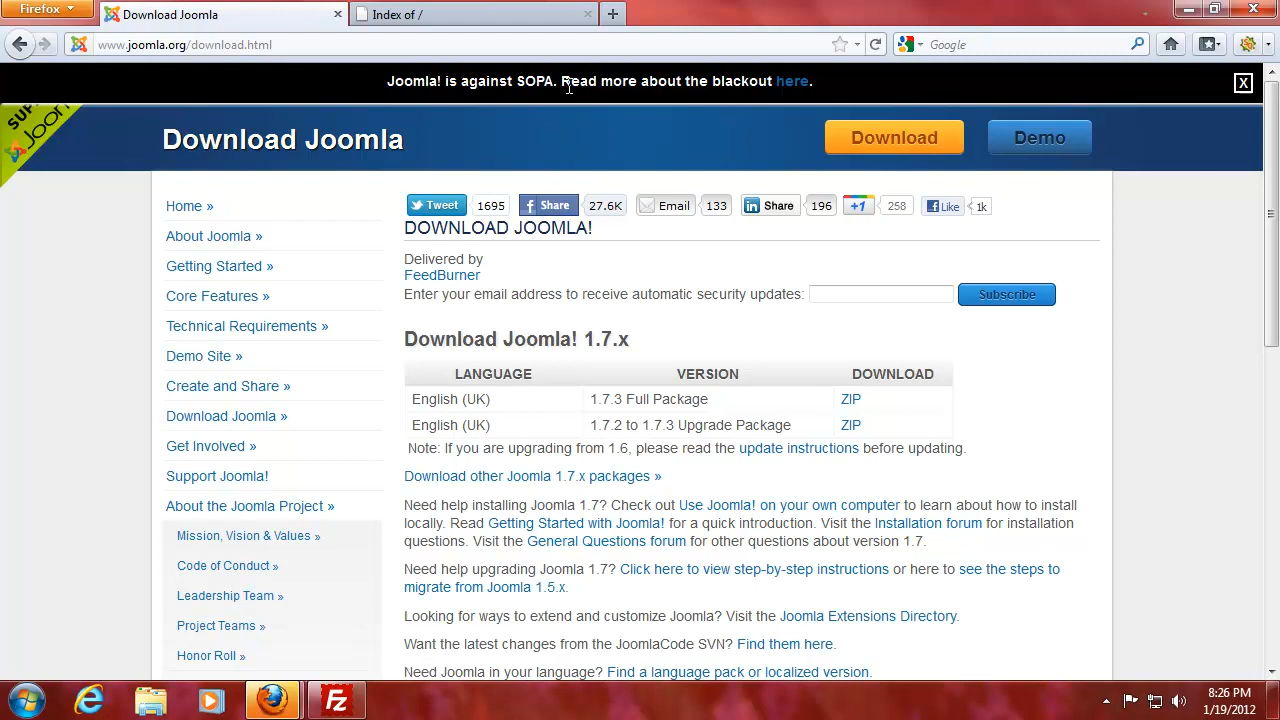 Firefox
Download Joomla
Index of /
www.joomla.org/download.html
Google
Joomla! is against SOPA. Read more about the blackout here.
X
Download Joomla
Download
Demo
Home »
About Joomla »
Getting Started »
Core Features »
Technical Requirements »
Demo Site »
Create and Share »
Download Joomla »
Get Involved »
Support Joomla!
About the Joomla Project »
Mission, Vision & Values »
Code of Conduct »
Leadership Team »
Project Teams »
Honor Roll »
Tweet 1695 Share 27.6K Email 133 Share 196 +1 258 Like 1k
DOWNLOAD JOOMLA!
Delivered by
FeedBurner
Enter your email address to receive automatic security updates: Subscribe
Download Joomla! 1.7.x
LANGUAGE VERSION DOWNLOAD
English (UK) 1.7.3 Full Package ZIP
English (UK) 1.7.2 to 1.7.3 Upgrade Package ZIP
Note: If you are upgrading from 1.6, please read the update instructions before updating.
Download other Joomla 1.7.x packages »
Need help installing Joomla 1.7? Check out Use Joomla! on your own computer to learn about how to install
locally. Read Getting Started with Joomla! for a quick introduction. Visit the Installation forum for installation
questions. Visit the General Questions forum for other questions about version 1.7.
Need help upgrading Joomla 1.7? Click here to view step-by-step instructions or here to see the steps to
migrate from Joomla 1.5.x.
Looking for ways to extend and customize Joomla? Visit the Joomla Extensions Directory.
Want the latest changes from the JoomlaCode SVN? Find them here.
Need Joomla in your language? Find a language pack or localized version.
8:26 PM
1/19/2012